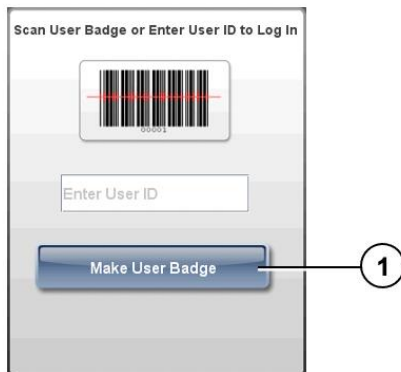 Scan User Badge or Enter User ID to Log In
00001
Enter User ID
Make User Badge
1